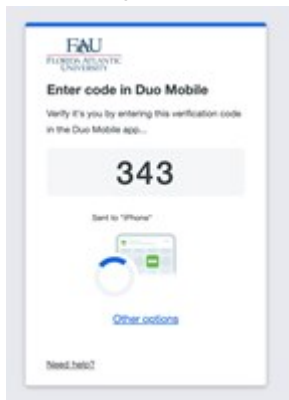 FAU
FLORIDA ATLANTIC
UNIVERSITY
Enter code in Duo Mobile
Verify it's you by entering this verification code
in the Duo Mobile app...
343
Sent to "iPhone"
Other options
Need help?